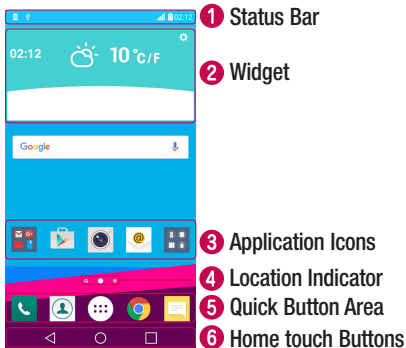 02:12
1 Status Bar
02:12
10 °C/F
2 Widget
Google
G+
@
3 Application Icons
4 Location Indicator
5 Quick Button Area
6 Home touch Buttons